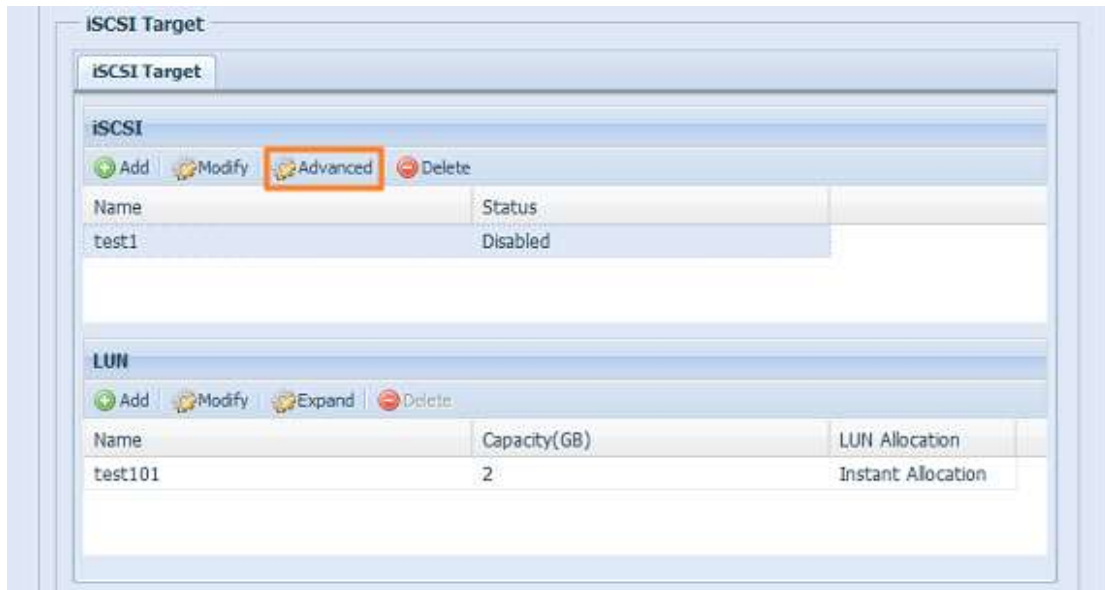 iSCSI Target
iSCSI Target
iSCSI
Add Modify Advanced Delete
Name Status
test1 Disabled
LUN
Add Modify Expand Delete
Name Capacity(GB) LUN Allocation
test101 2 Instant Allocation